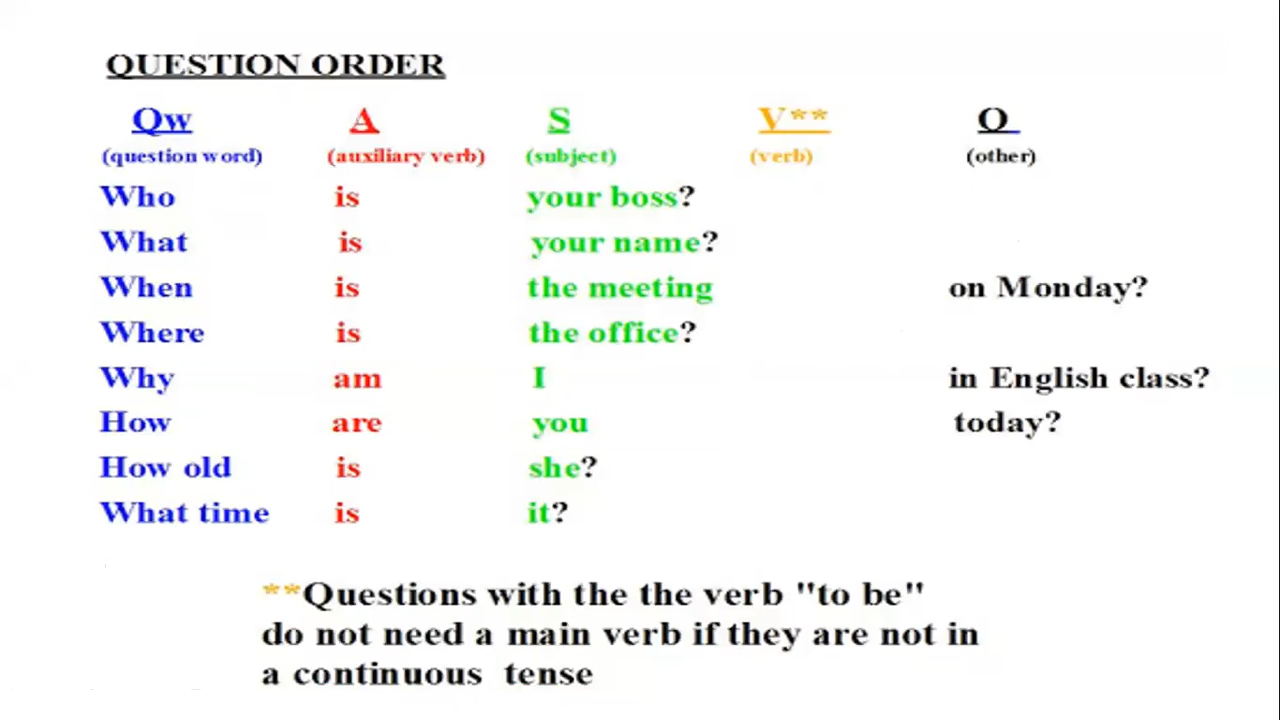 QUESTION ORDER
Qw A S V** O
(question word) (auxiliary verb) (subject) (verb) (other)
Who is your boss?
What is your name?
When is the meeting on Monday?
Where is the office?
Why am I in English class?
How are you today?
How old is she?
What time is it?
**Questions with the the verb "to be"
do not need a main verb if they are not in
a continuous tense